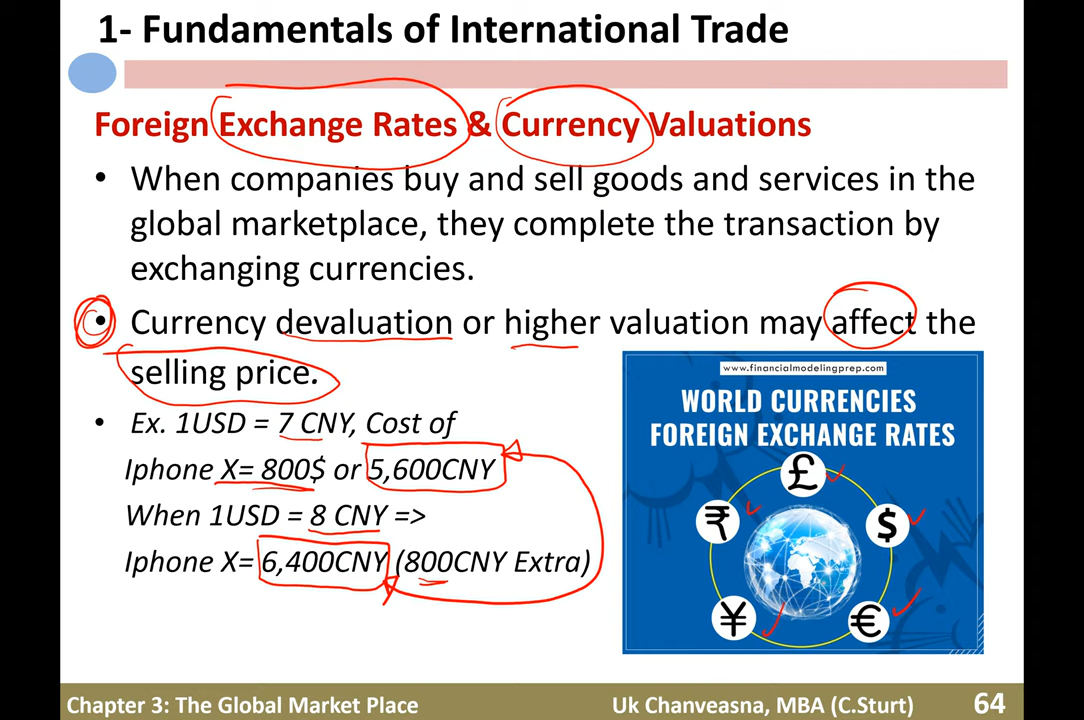 1- Fundamentals of International Trade
Foreign Exchange Rates & Currency Valuations
• When companies buy and sell goods and services in the
global marketplace, they complete the transaction by
exchanging currencies.
• Currency devaluation or higher valuation may affect the
selling price.
• Ex. 1USD = 7 CNY, Cost of
Iphone X= 800$ or 5,600CNY
When 1USD = 8 CNY =>
Iphone X= 6,400CNY (800CNY Extra)
www.financialmodelingprep.com
WORLD CURRENCIES
FOREIGN EXCHANGE RATES
£
₹ $
¥ €
Chapter 3: The Global Market Place Uk Chanveasna, MBA (C.Sturt) 64